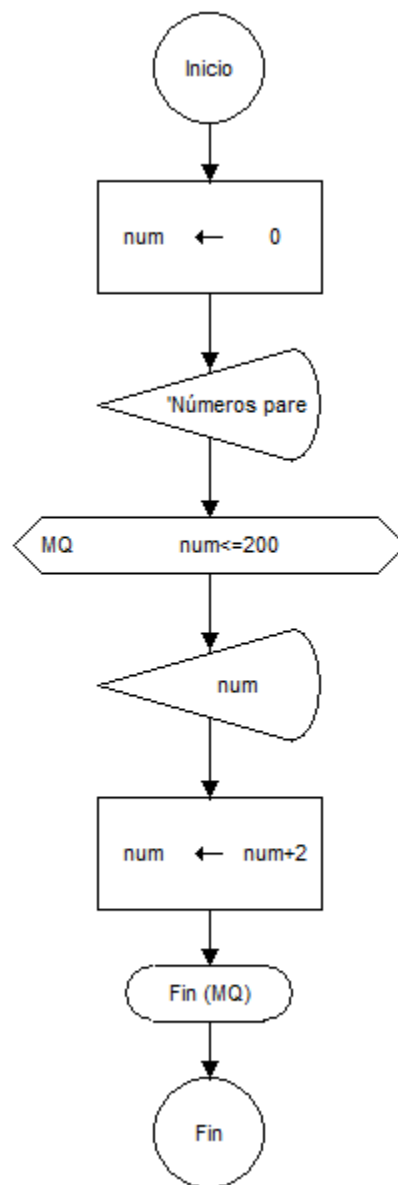 Inicio
num ← 0
"Números pare
MQ num<=200
num
num ← num+2
Fin (MQ)
Fin